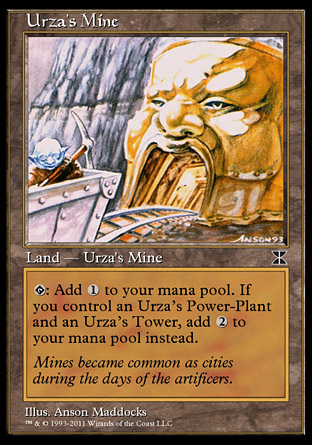 Urza's Mine
ANSON93
Land — Urza's Mine
: Add 1 to your mana pool. If
you control an Urza's Power-Plant
and an Urza's Tower, add 2 to
your mana pool instead.
Mines became common as cities
during the days of the artificers.
Illus. Anson Maddocks
™ & © 1993-2011 Wizards of the Coast LLC